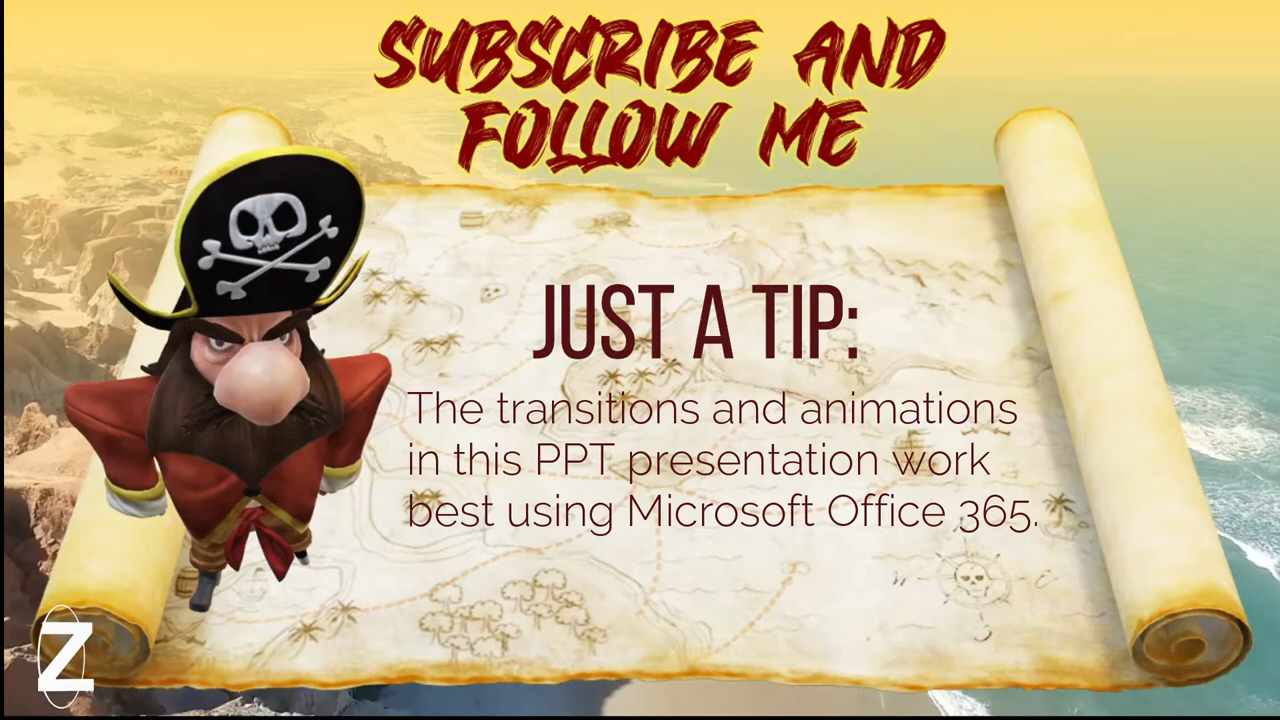 SUBSCRIBE AND
FOLLOW ME
JUST A TIP:
The transitions and animations
in this PPT presentation work
best using Microsoft Office 365.
W E
Z